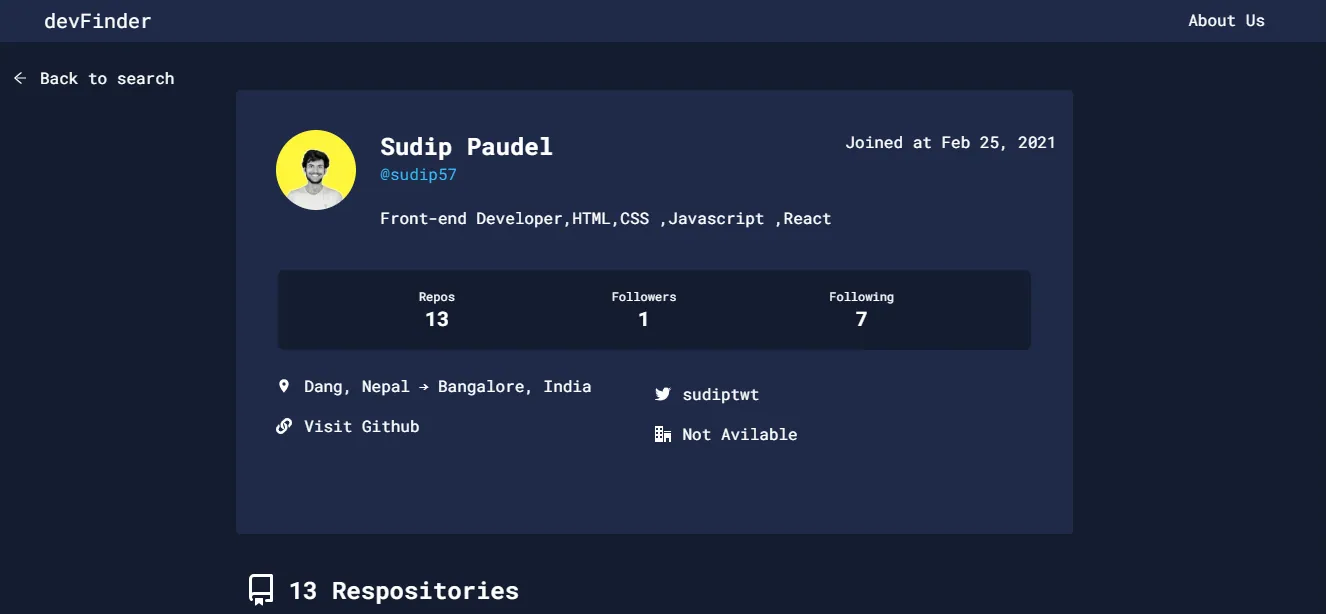 devFinder
About Us
← Back to search
Sudip Paudel
Joined at Feb 25, 2021
@sudip57
Front-end Developer,HTML,CSS ,Javascript ,React
Repos
13
Followers
1
Following
7
Dang, Nepal → Bangalore, India
Visit Github
sudiptwt
Not Avilable
13 Respositories